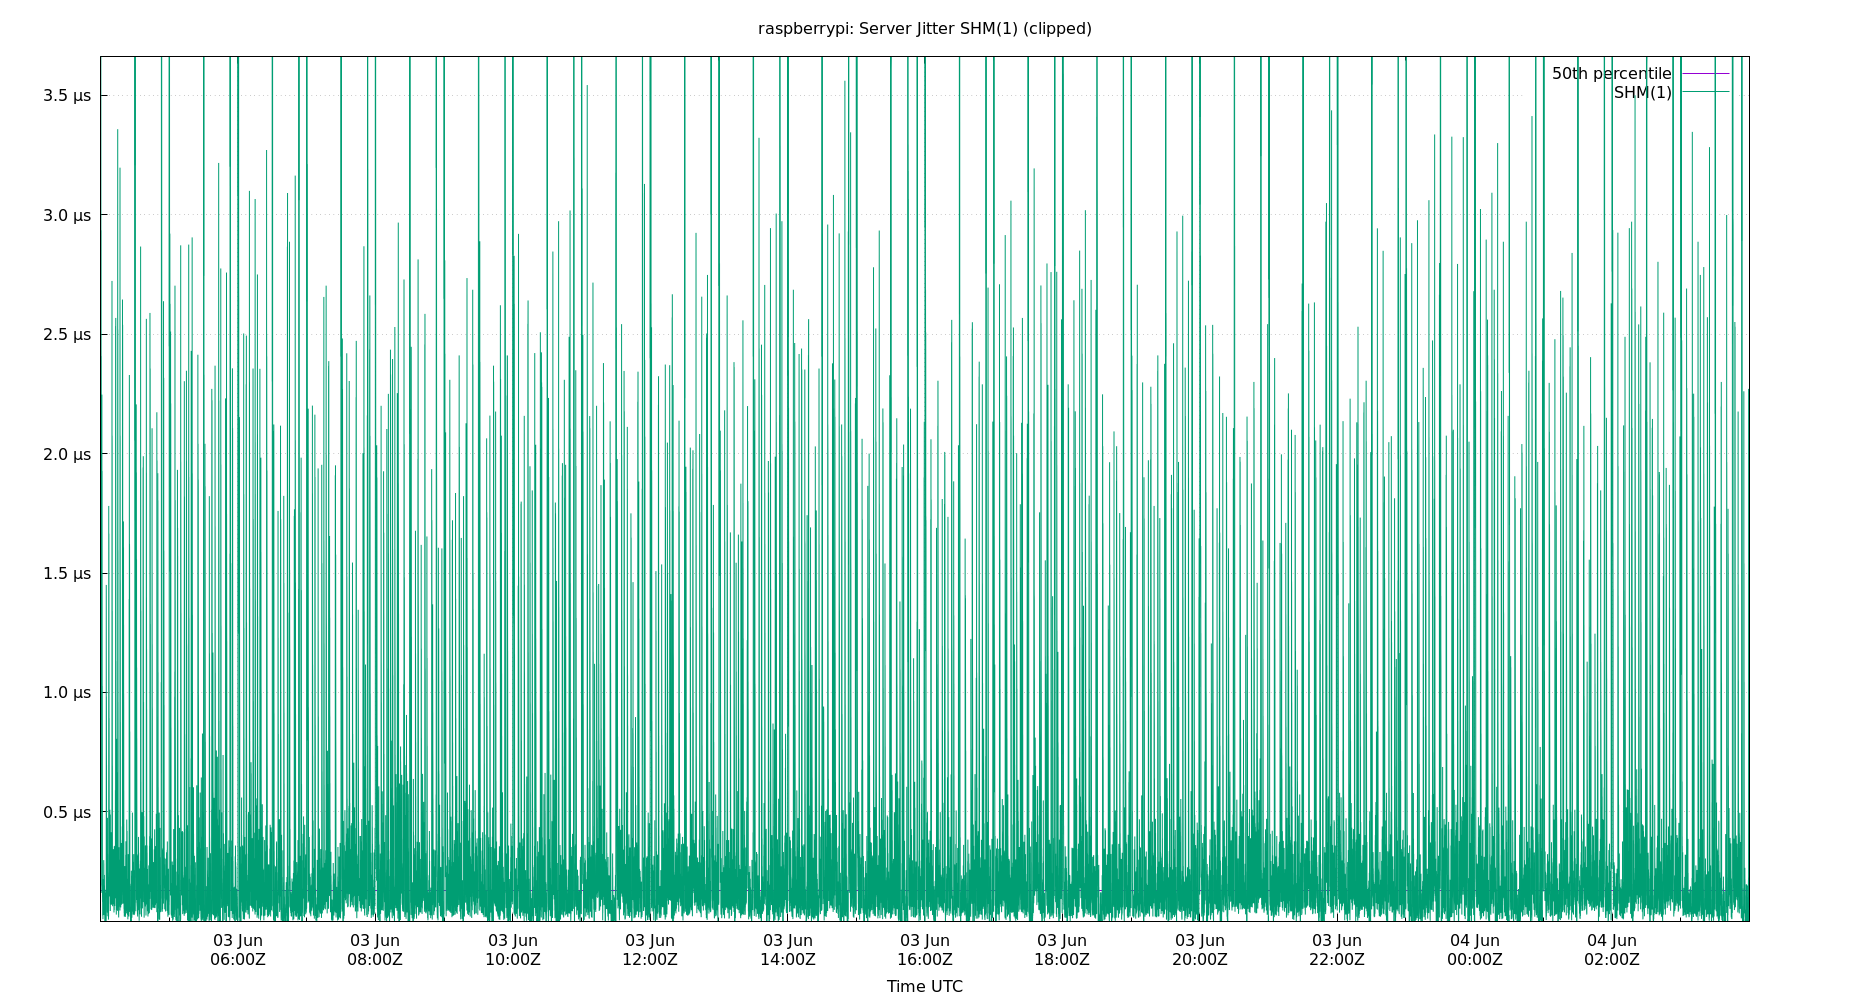 raspberrypi: Server Jitter SHM(1) (clipped)
50th percentile
SHM(1)
3.5 µs
3.0 µs
2.5 µs
2.0 µs
1.5 µs
1.0 µs
0.5 µs
03 Jun 03 Jun 03 Jun 03 Jun 03 Jun 03 Jun 03 Jun 03 Jun 03 Jun 04 Jun 04 Jun
06:00Z 08:00Z 10:00Z 12:00Z 14:00Z 16:00Z 18:00Z 20:00Z 22:00Z 00:00Z 02:00Z
Time UTC